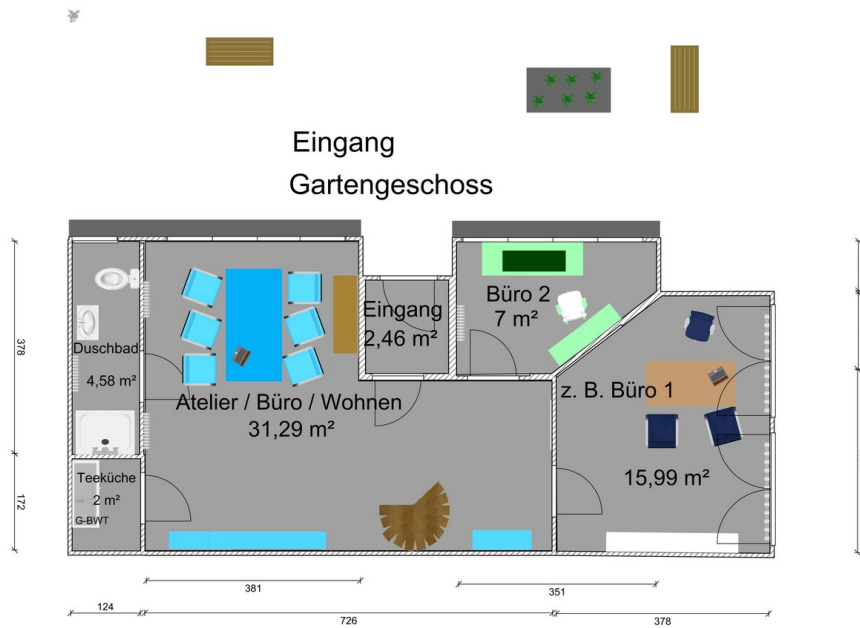 Eingang
Gartengeschoss
Büro 2
7 m²
Eingang
2,46 m²
Duschbad
4,58 m²
Atelier / Büro / Wohnen
31,29 m²
z. B. Büro 1
15,99 m²
Teeküche
2 m²
G-BWT
378
172
381
351
124
726
378